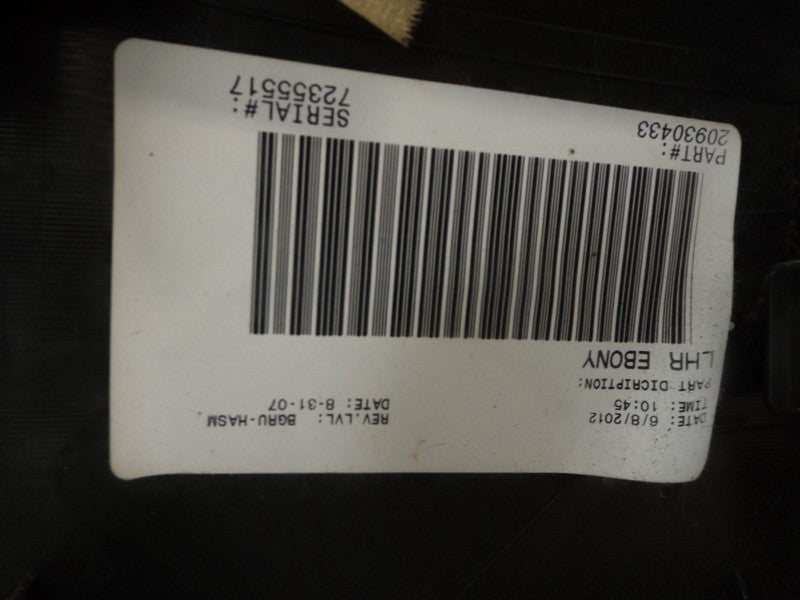 DATE: 6/8/2012
TIME: 10:45
PART DICRIPTION:
LHR EBONY
REV.LVL: BGRU-HASM
DATE: 8-31-07
PART#:
20930433
SERIAL#:
72355517